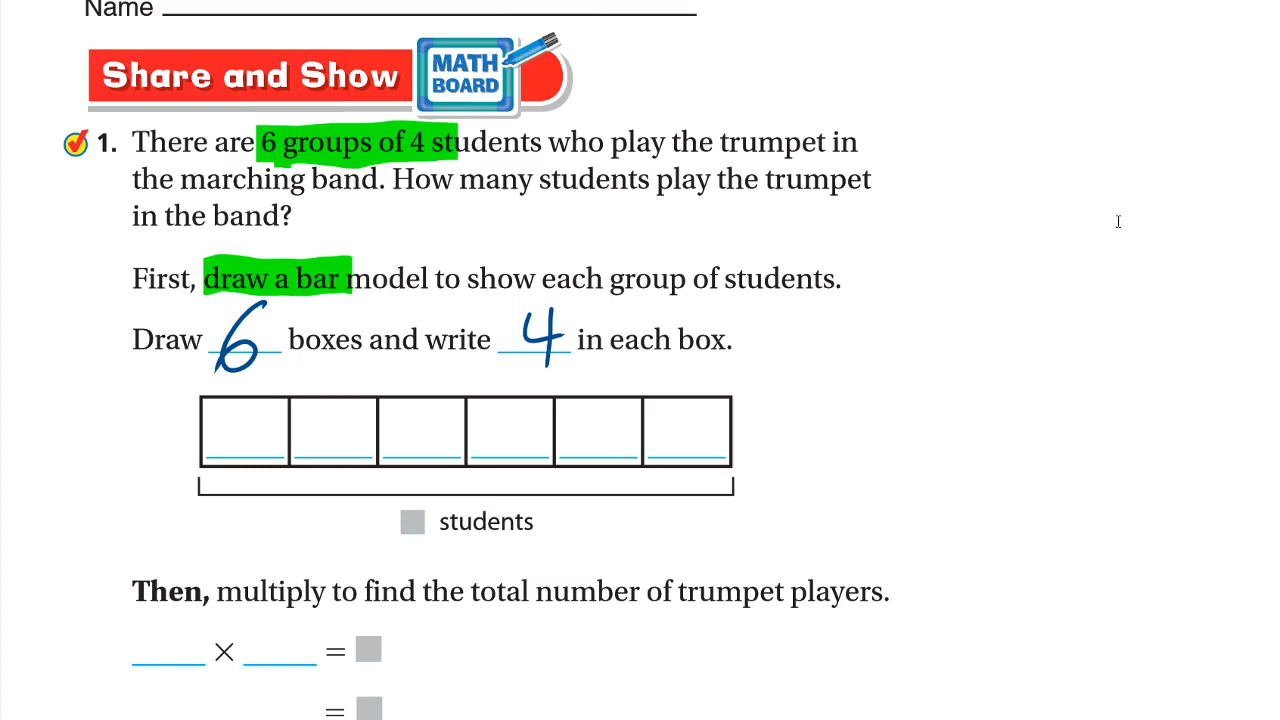 Name
Share and Show
MATH
BOARD
1. There are 6 groups of 4 students who play the trumpet in
the marching band. How many students play the trumpet
in the band?
First, draw a bar model to show each group of students.
Draw 6 boxes and write 4 in each box.
students
Then, multiply to find the total number of trumpet players.
× =
=